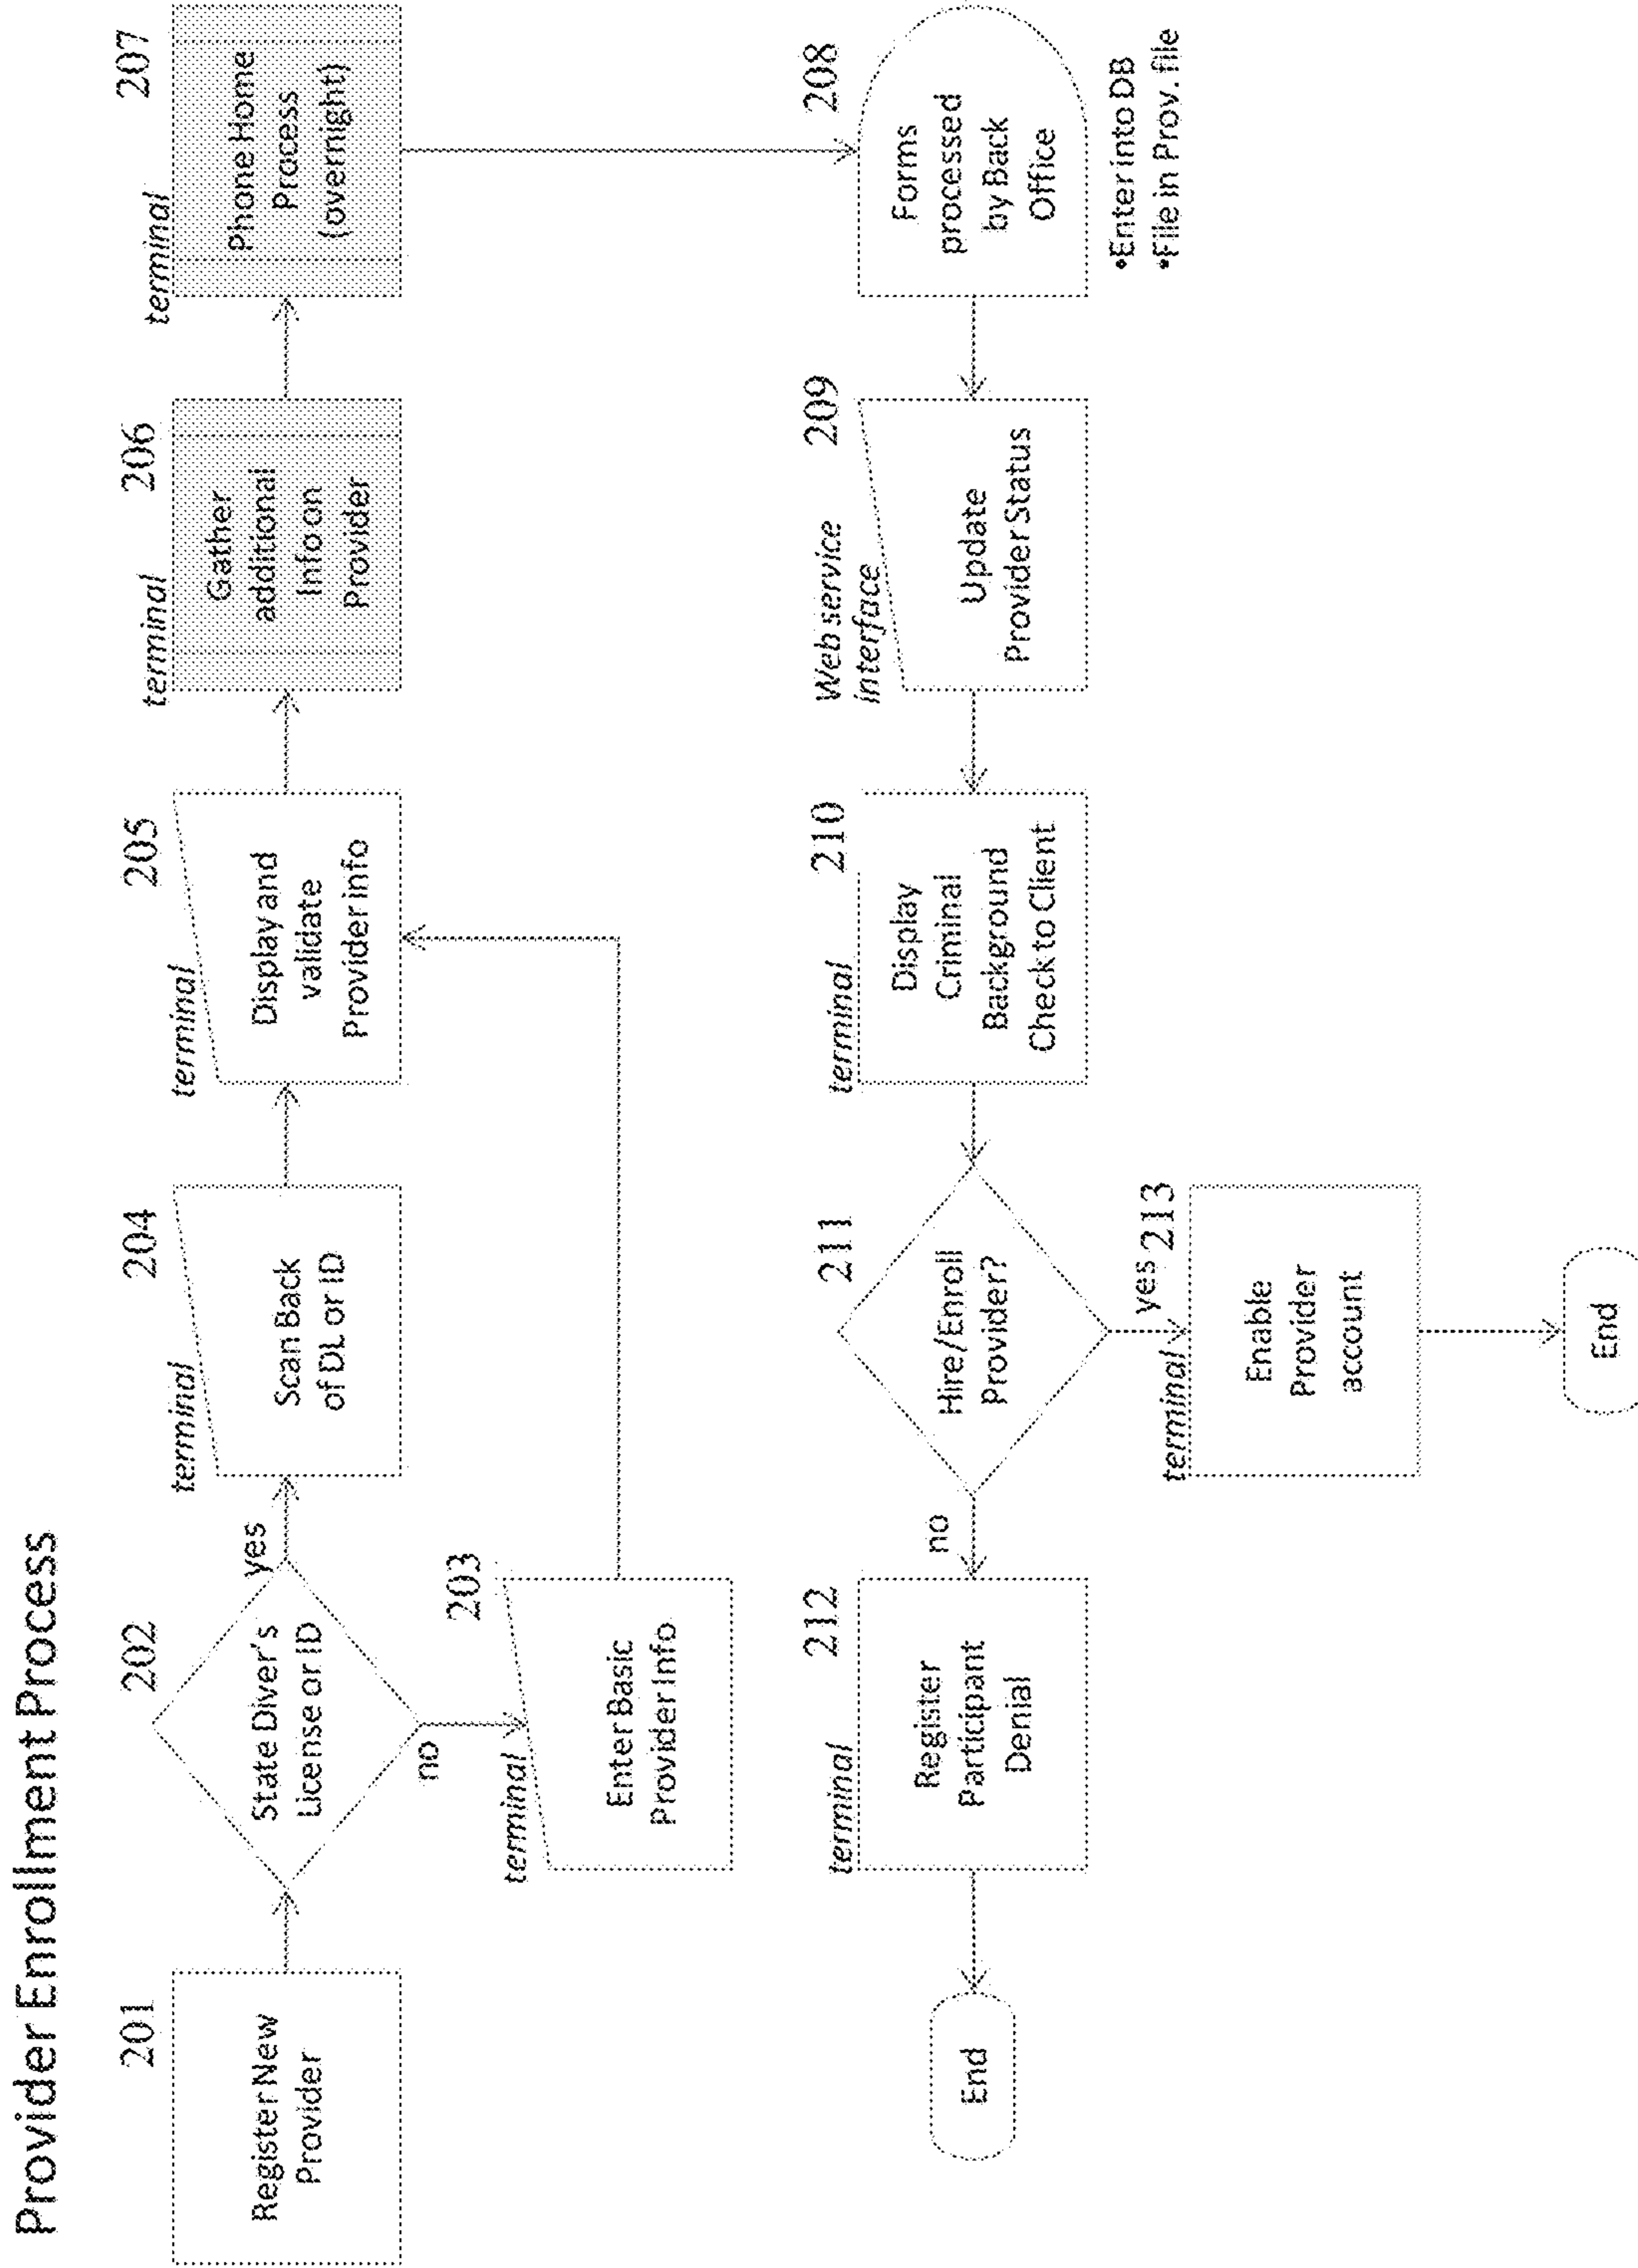 Provider Enrollment Process
201
Register New
Provider
202
State Diver's
License or ID
yes
no
203
terminal
Enter Basic
Provider Info
204
terminal
Scan Back
of DL or ID
205
terminal
Display and
validate
Provider info
206
terminal
Gather
additional
Info on
Provider
207
terminal
Phone Home
Process
(overnight)
208
Forms
processed
by Back
Office
•Enter into DB
•File in Prov. file
209
Web service
interface
Update
Provider Status
210
terminal
Display
Criminal
Background
Check to Client
211
Hire/Enroll
Provider?
no
yes
212
terminal
Register
Participant
Denial
End
213
terminal
Enable
Provider
account
End